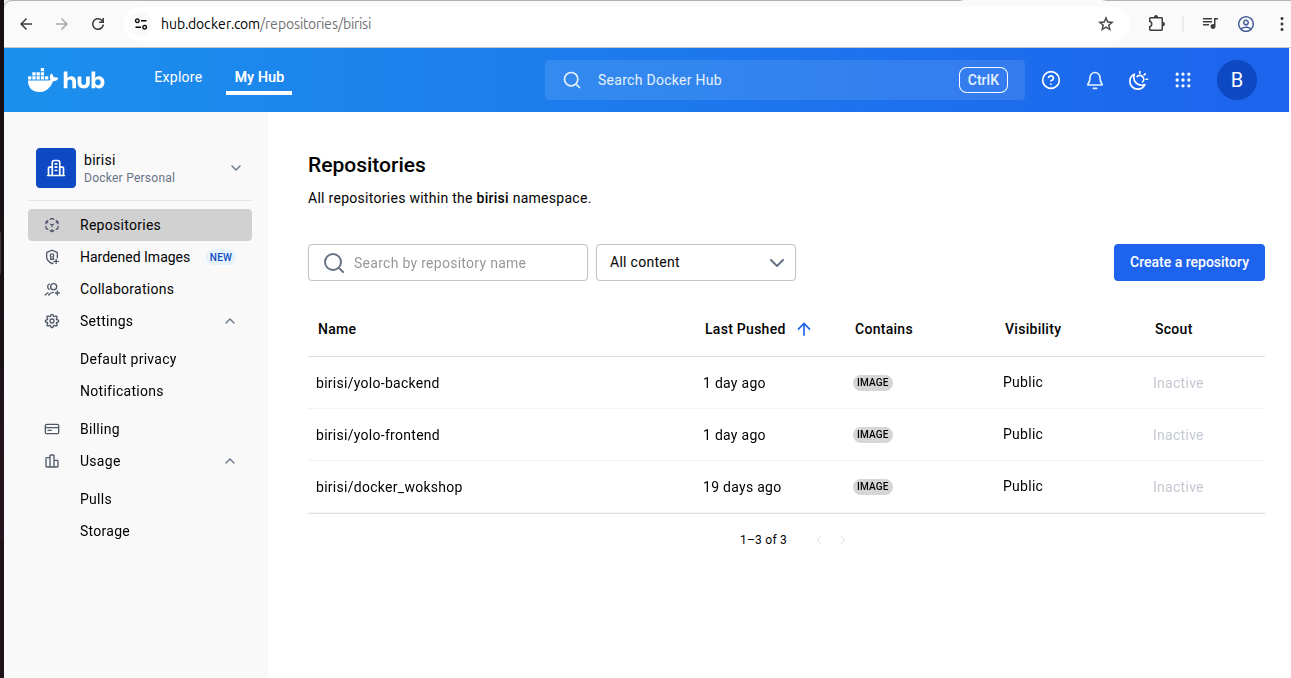 hub.docker.com/repositories/birisi
hub Explore My Hub Search Docker Hub CtrlK B
birisi
Docker Personal
Repositories
Hardened Images NEW
Collaborations
Settings
Default privacy
Notifications
Billing
Usage
Pulls
Storage
Repositories
All repositories within the birisi namespace.
Search by repository name All content Create a repository
Name Last Pushed Contains Visibility Scout
birisi/yolo-backend 1 day ago IMAGE Public Inactive
birisi/yolo-frontend 1 day ago IMAGE Public Inactive
birisi/docker_wokshop 19 days ago IMAGE Public Inactive
1–3 of 3